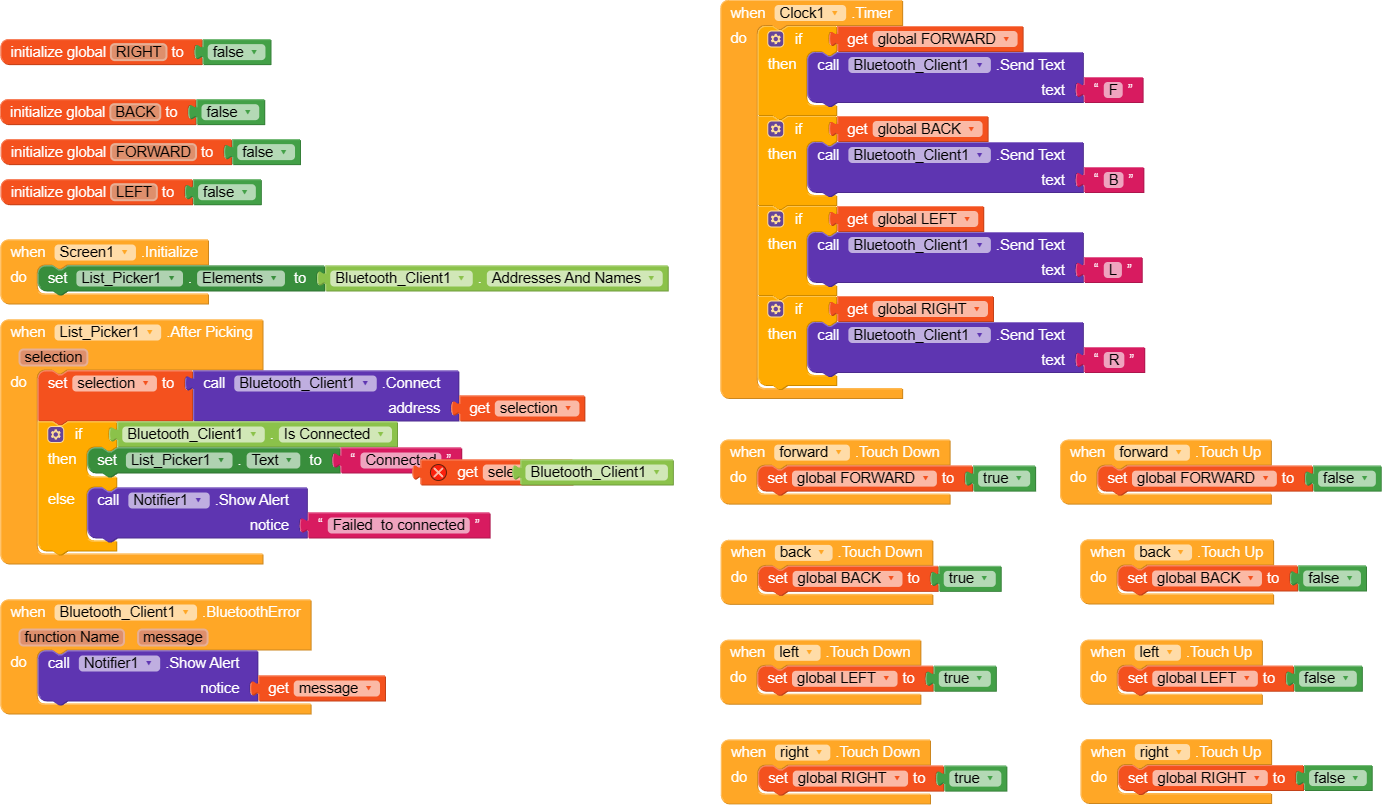 initialize global RIGHT to false
initialize global BACK to false
initialize global FORWARD to false
initialize global LEFT to false
when Screen1 .Initialize
do set List_Picker1 . Elements to Bluetooth_Client1 . Addresses And Names
when List_Picker1 .After Picking
selection
do set selection to call Bluetooth_Client1 .Connect
address get selection
if Bluetooth_Client1 . Is Connected
then set List_Picker1 . Text to “ Connected ”
get Bluetooth_Client1
else call Notifier1 .Show Alert
notice “ Failed to connected ”
when Bluetooth_Client1 .BluetoothError
function Name message
do call Notifier1 .Show Alert
notice get message
when Clock1 .Timer
do if get global FORWARD
then call Bluetooth_Client1 .Send Text
text “ F ”
if get global BACK
then call Bluetooth_Client1 .Send Text
text “ B ”
if get global LEFT
then call Bluetooth_Client1 .Send Text
text “ L ”
if get global RIGHT
then call Bluetooth_Client1 .Send Text
text “ R ”
when forward .Touch Down
do set global FORWARD to true
when forward .Touch Up
do set global FORWARD to false
when back .Touch Down
do set global BACK to true
when back .Touch Up
do set global BACK to false
when left .Touch Down
do set global LEFT to true
when left .Touch Up
do set global LEFT to false
when right .Touch Down
do set global RIGHT to true
when right .Touch Up
do set global RIGHT to false